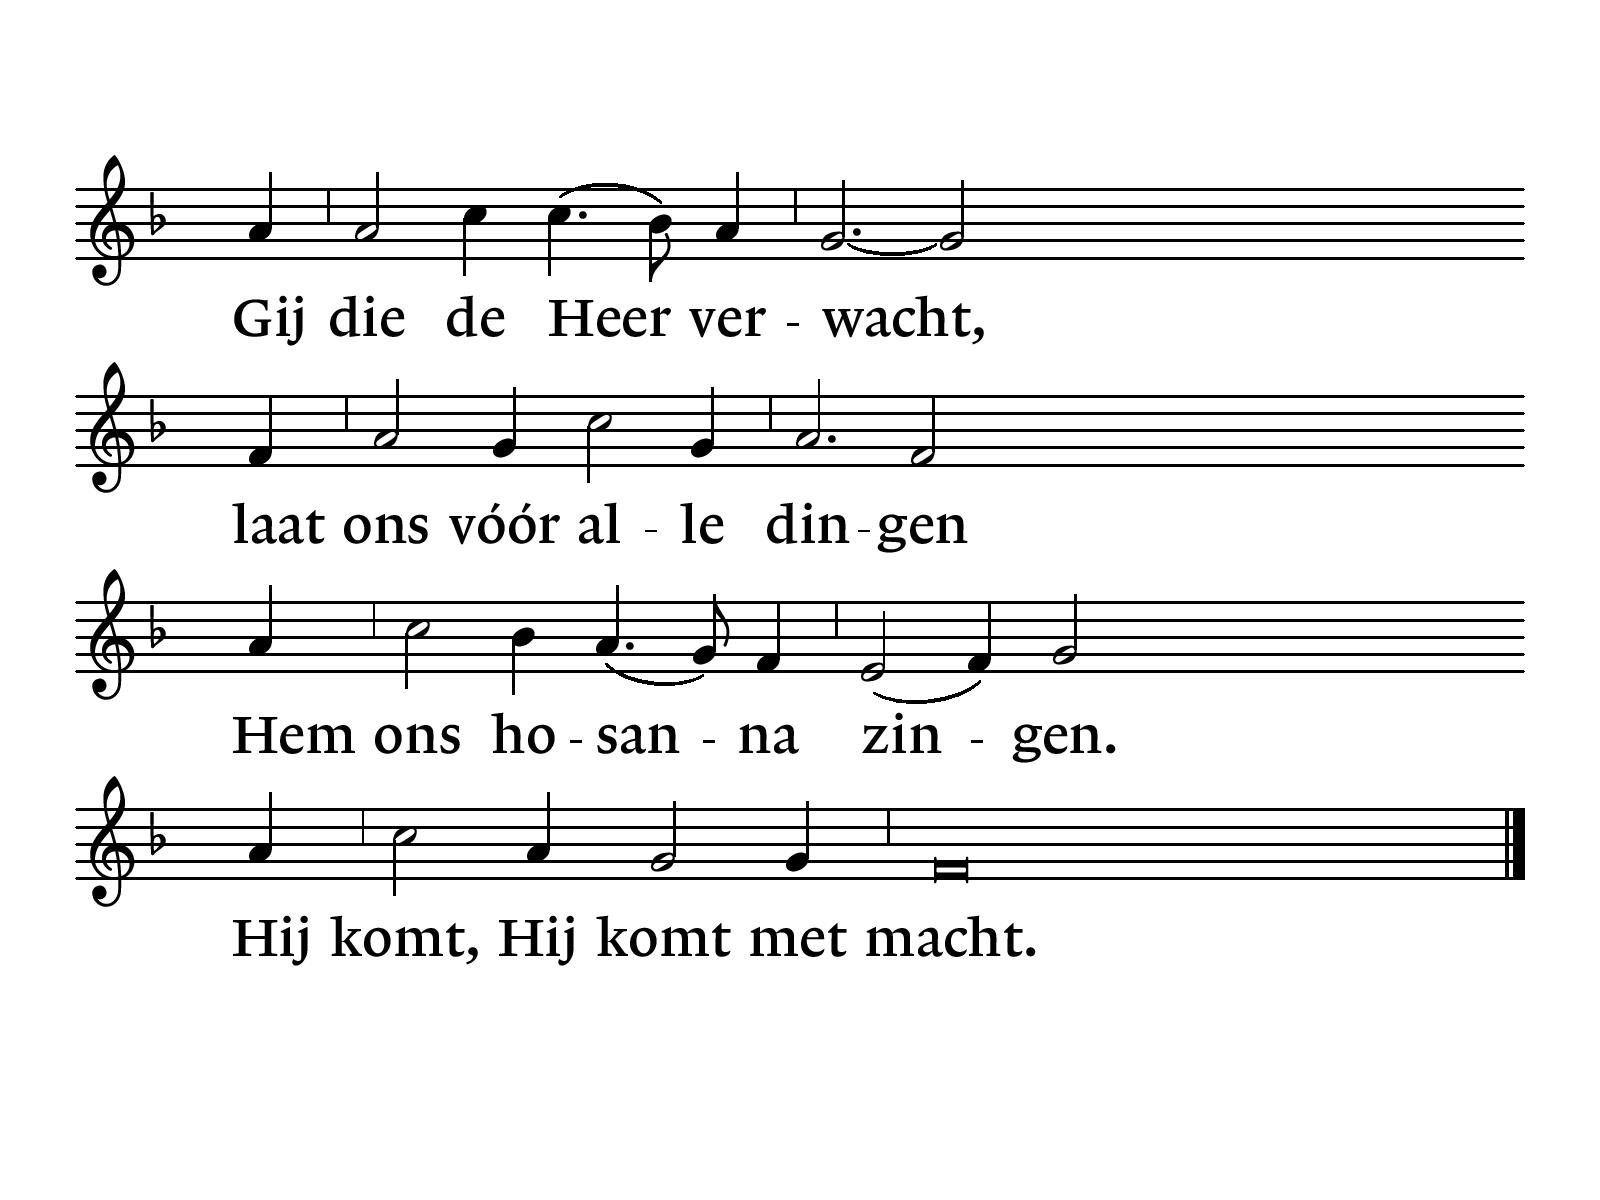 Gij die de Heer ver - wacht,
laat ons vóór al - le din - gen
Hem ons ho - san - na zin - gen.
Hij komt, Hij komt met macht.